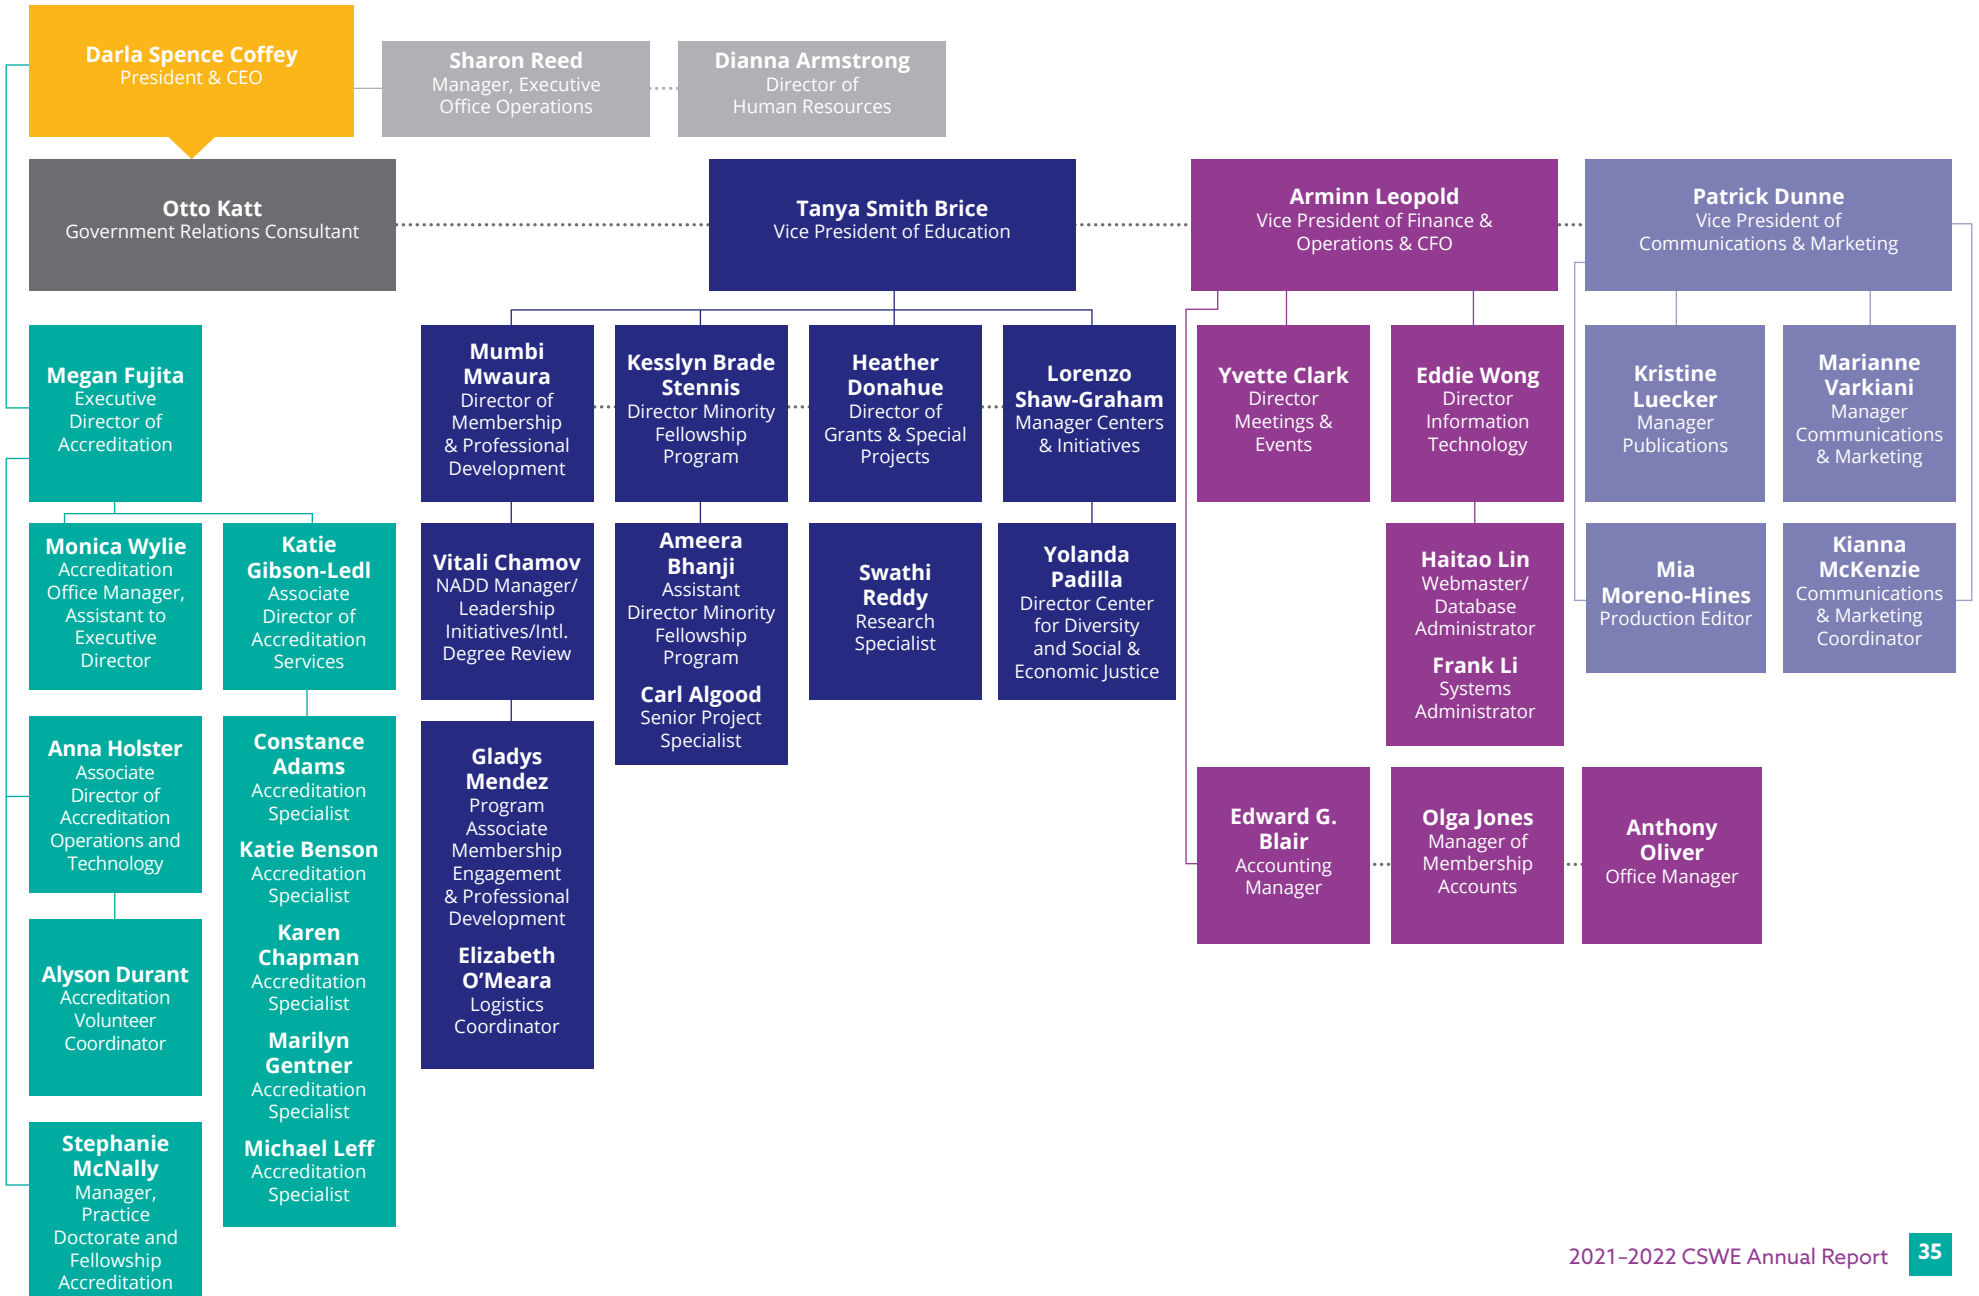 Darla Spence Coffey
President & CEO
Sharon Reed
Manager, Executive
Office Operations
Dianna Armstrong
Director of
Human Resources
Otto Katt
Government Relations Consultant
Tanya Smith Brice
Vice President of Education
Arminn Leopold
Vice President of Finance &
Operations & CFO
Patrick Dunne
Vice President of
Communications & Marketing
Megan Fujita
Executive
Director of
Accreditation
Mumbi
Mwaura
Director of
Membership
& Professional
Development
Kesslyn Brade
Stennis
Director Minority
Fellowship
Program
Heather
Donahue
Director of
Grants & Special
Projects
Lorenzo
Shaw-Graham
Manager Centers
& Initiatives
Yvette Clark
Director
Meetings &
Events
Eddie Wong
Director
Information
Technology
Kristine
Luecker
Manager
Publications
Marianne
Varkiani
Manager
Communications
& Marketing
Monica Wylie
Accreditation
Office Manager,
Assistant to
Executive
Director
Katie
Gibson-Ledl
Associate
Director of
Accreditation
Services
Vitali Chamov
NADD Manager/
Leadership
Initiatives/Intl.
Degree Review
Ameera
Bhanji
Assistant
Director Minority
Fellowship
Program
Carl Algood
Senior Project
Specialist
Swathi
Reddy
Research
Specialist
Yolanda
Padilla
Director Center
for Diversity
and Social &
Economic Justice
Haitao Lin
Webmaster/
Database
Administrator
Frank Li
Systems
Administrator
Mia
Moreno-Hines
Production Editor
Kianna
McKenzie
Communications
& Marketing
Coordinator
Anna Holster
Associate
Director of
Accreditation
Operations and
Technology
Constance
Adams
Accreditation
Specialist
Katie Benson
Accreditation
Specialist
Karen
Chapman
Accreditation
Specialist
Marilyn
Gentner
Accreditation
Specialist
Michael Leff
Accreditation
Specialist
Gladys
Mendez
Program
Associate
Membership
Engagement
& Professional
Development
Elizabeth
O’Meara
Logistics
Coordinator
Edward G.
Blair
Accounting
Manager
Olga Jones
Manager of
Membership
Accounts
Anthony
Oliver
Office Manager
Alyson Durant
Accreditation
Volunteer
Coordinator
Stephanie
McNally
Manager,
Practice
Doctorate and
Fellowship
Accreditation
2021–2022 CSWE Annual Report 35